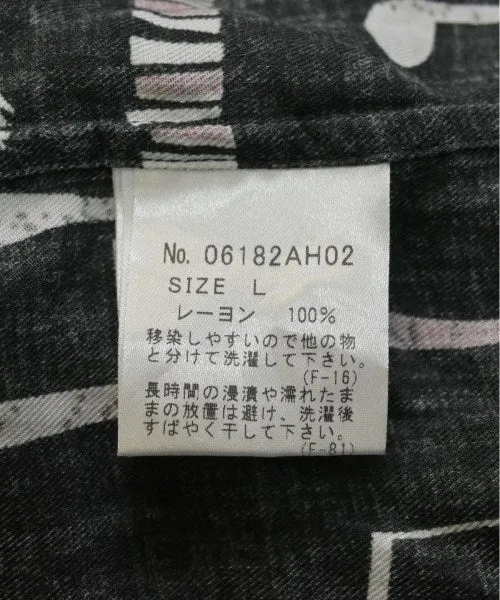 No. 06182AH02
SIZE L
レーヨン 100%
移染しやすいので他の物
と分けて洗濯して下さい。
(F-16)
長時間の浸漬や濡れたま
まの放置は避け、洗濯後
すばやく干して下さい。
(F-81)